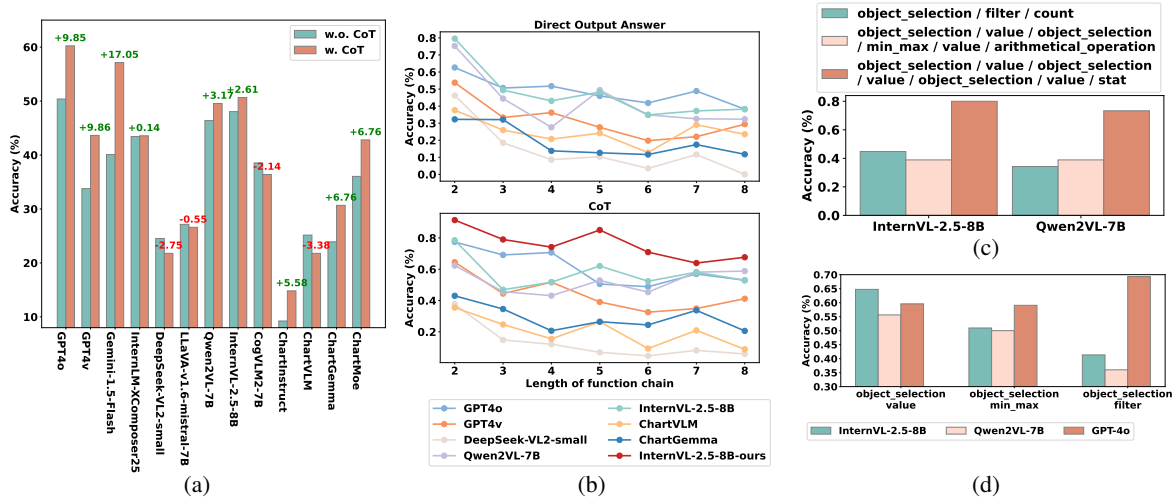 w.o. CoT
w. CoT
+9.85
+9.86
+17.05
+0.14
-2.75
-0.55
+3.17
+2.61
-2.14
+5.58
-3.38
+6.76
+6.76
Accuracy (%)
60
50
40
30
20
10
GPT4o
GPT4v
Gemini-1.5-Flash
InternLM-XComposer25
DeepSeek-VL2-small
LLaVA-v1.6-mistral-7B
Qwen2VL-7B
InternVL-2.5-8B
CogVLM2-7B
ChartInstruct
ChartVLM
ChartGemma
ChartMoe
(a)
Direct Output Answer
Accuracy (%)
0.8
0.7
0.6
0.5
0.4
0.3
0.2
0.1
0.0
2 3 4 5 6 7 8
CoT
Accuracy (%)
0.8
0.6
0.4
0.2
2 3 4 5 6 7 8
Length of function chain
GPT4o
GPT4v
DeepSeek-VL2-small
Qwen2VL-7B
InternVL-2.5-8B
ChartVLM
ChartGemma
InternVL-2.5-8B-ours
(b)
object_selection / filter / count
object_selection / value / object_selection
/ min_max / value / arithmetical_operation
object_selection / value / object_selection
/ value / object_selection / value / stat
Accuracy (%)
0.8
0.6
0.4
0.2
0.0
InternVL-2.5-8B Qwen2VL-7B
(c)
Accuracy (%)
0.70
0.65
0.60
0.55
0.50
0.45
0.40
0.35
0.30
object_selection object_selection object_selection
value min_max filter
InternVL-2.5-8B Qwen2VL-7B GPT-4o
(d)